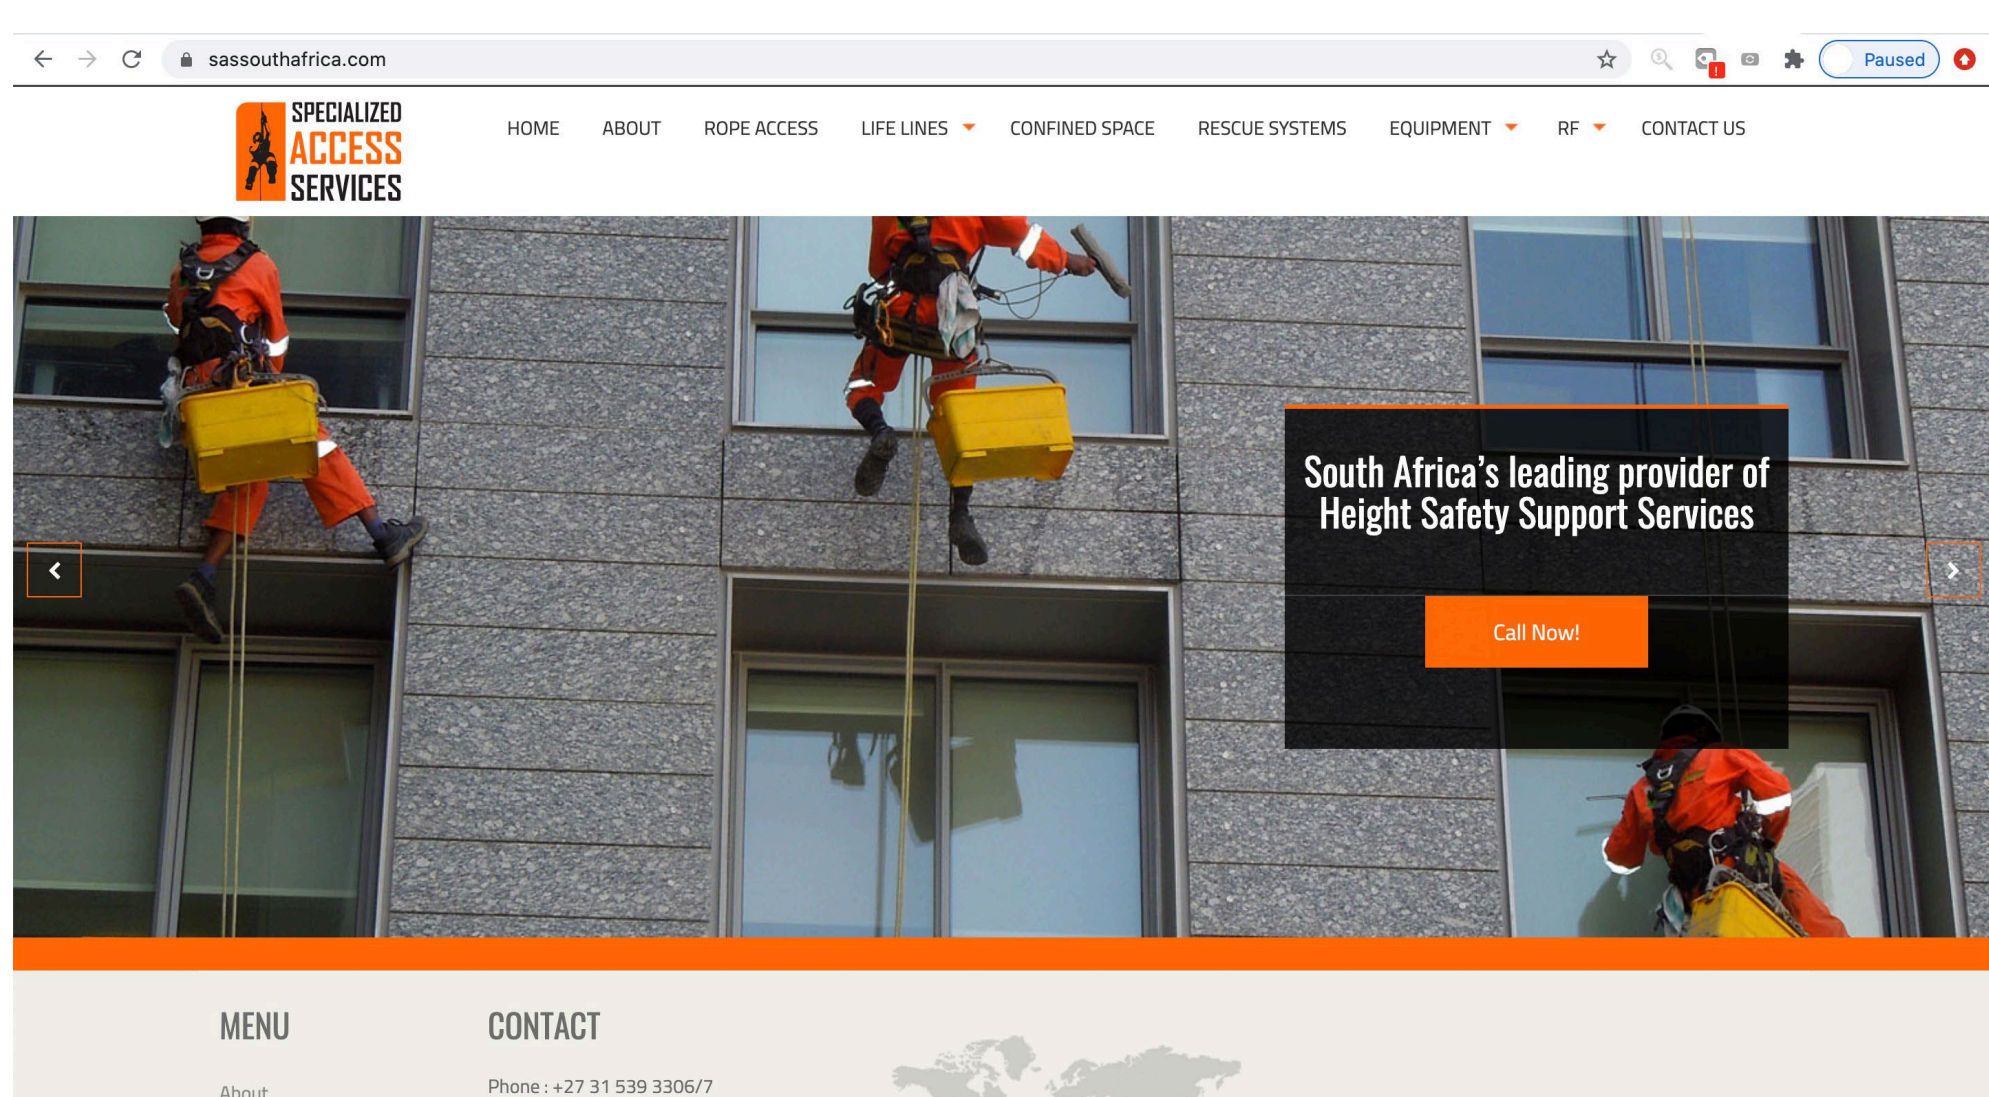 sassouthafrica.com
Paused
SPECIALIZED
ACCESS
SERVICES
HOME ABOUT ROPE ACCESS LIFE LINES CONFINED SPACE RESCUE SYSTEMS EQUIPMENT RF CONTACT US
South Africa’s leading provider of
Height Safety Support Services
Call Now!
MENU
About
CONTACT
Phone : +27 31 539 3306/7